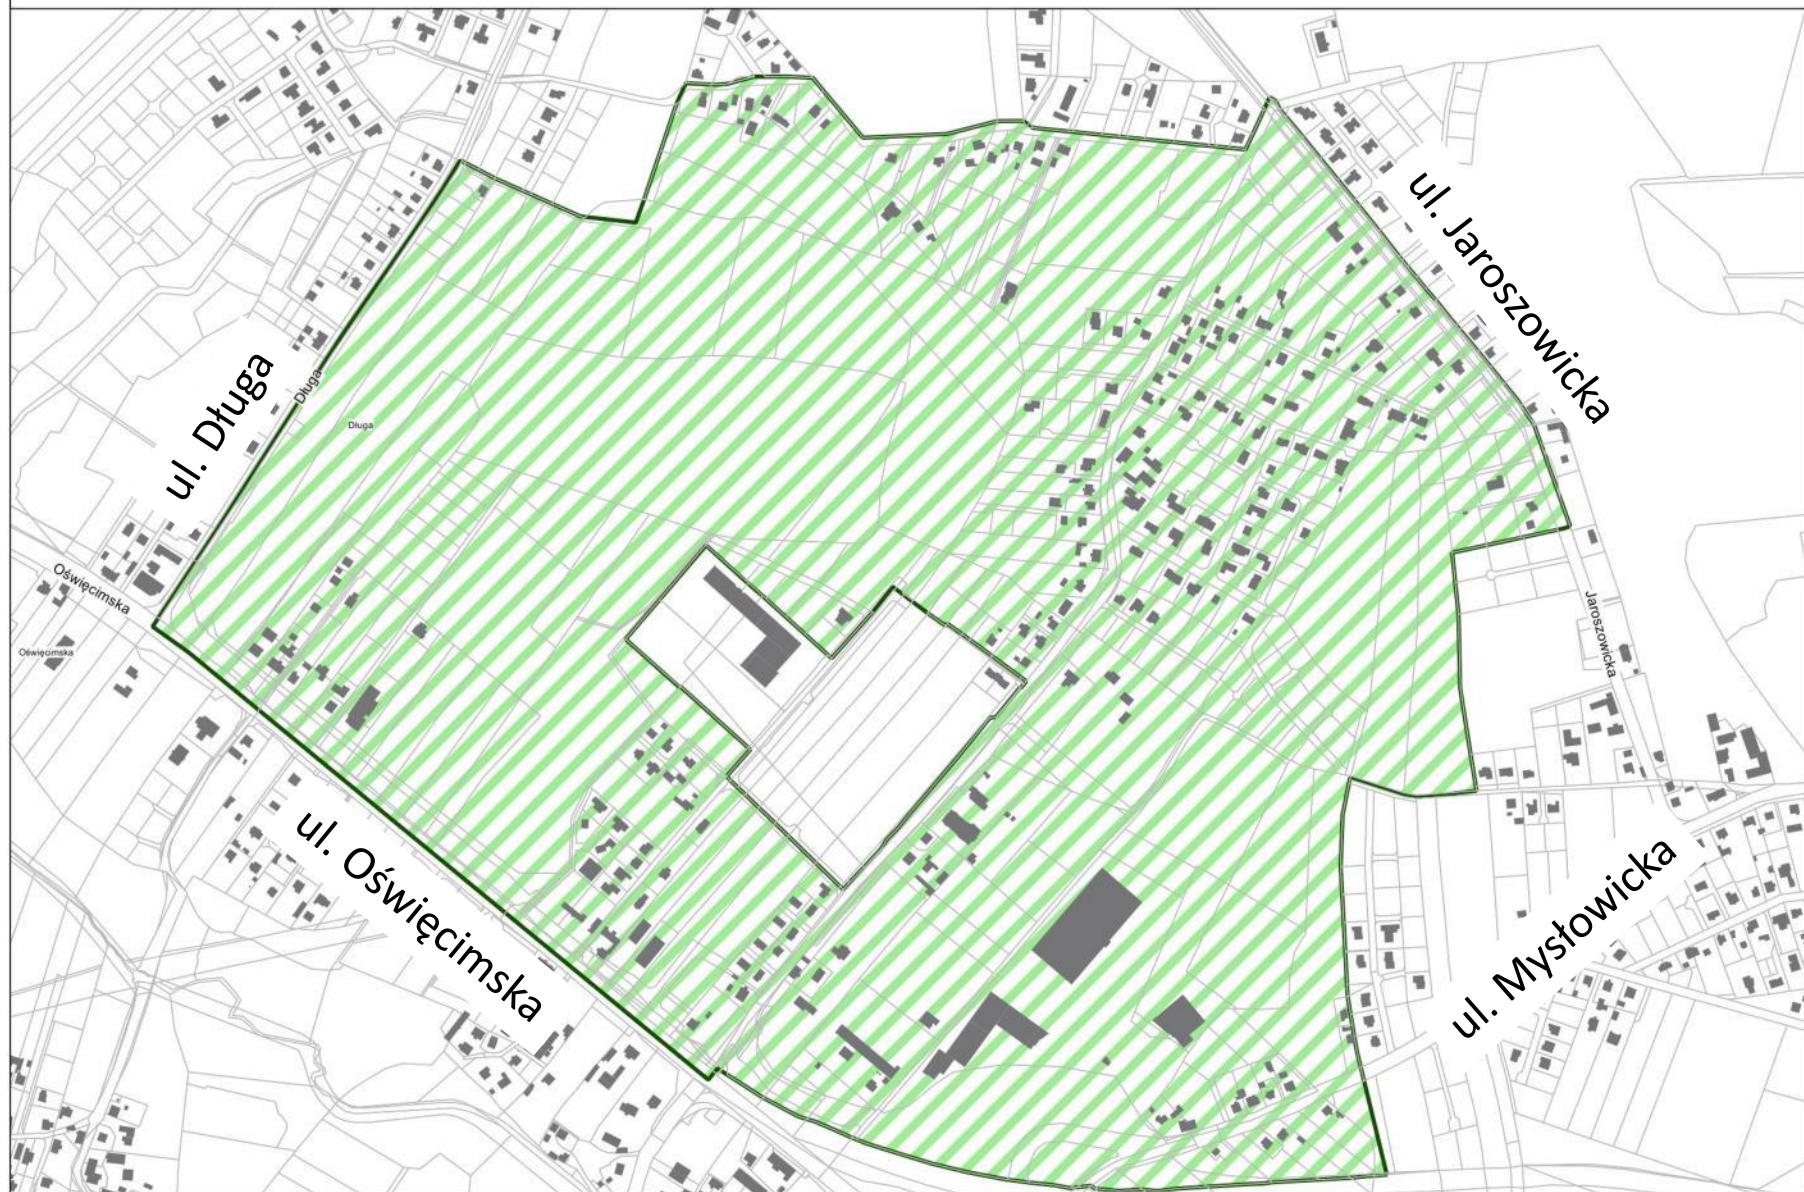 ul. Jaroszowicka
ul. Długa
Długa
Długa
Oświęcimska
Oświęcimska
Jaroszowicka
ul. Oświęcimska
ul. Mysłowicka